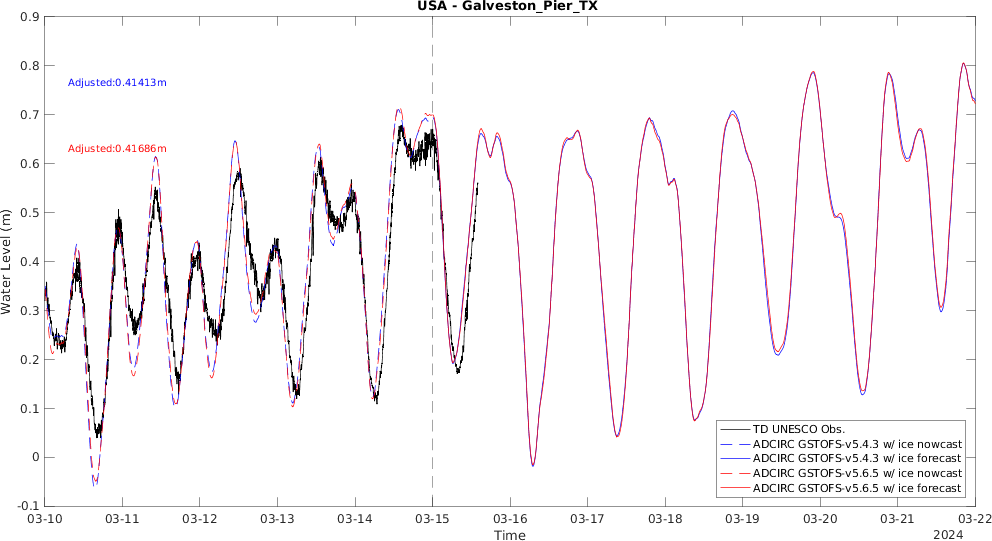 USA - Galveston_Pier_TX
0.9
0.8
0.7
0.6
0.5
0.4
0.3
0.2
0.1
0
-0.1
Water Level (m)
Adjusted:0.41413m
Adjusted:0.41686m
TD UNESCO Obs.
ADCIRC GSTOFS-v5.4.3 w/ ice nowcast
ADCIRC GSTOFS-v5.4.3 w/ ice forecast
ADCIRC GSTOFS-v5.6.5 w/ ice nowcast
ADCIRC GSTOFS-v5.6.5 w/ ice forecast
03-10 03-11 03-12 03-13 03-14 03-15 03-16 03-17 03-18 03-19 03-20 03-21 03-22
Time
2024